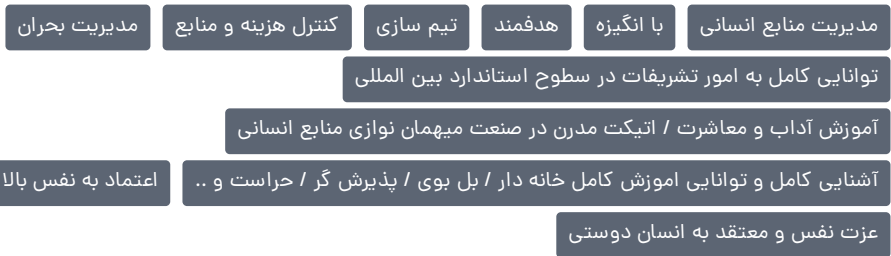 مدیریت منابع انسانی با انگیزه هدفمند تیم سازی کنترل هزینه و منابع مدیریت بحران
توانایی کامل به امور تشریفات در سطوح استاندارد بین المللی
آموزش آداب و معاشرت / اتیکت مدرن در صنعت میهمان نوازی منابع انسانی
آشنایی کامل و توانایی اموزش کامل خانه دار / بل بوی / پذیرش گر / حراست و .. اعتماد به نفس بالا
عزت نفس و معتقد به انسان دوستی